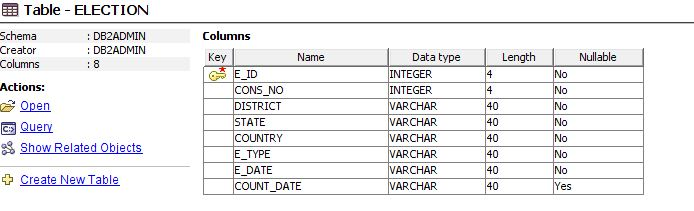 Table - ELECTION
Schema : DB2ADMIN
Creator : DB2ADMIN
Columns : 8
Actions:
Open
Query
Show Related Objects
Create New Table
Columns
Key Name Data type Length Nullable
E_ID INTEGER 4 No
CONS_NO INTEGER 4 No
DISTRICT VARCHAR 40 No
STATE VARCHAR 40 No
COUNTRY VARCHAR 40 No
E_TYPE VARCHAR 40 No
E_DATE VARCHAR 40 No
COUNT_DATE VARCHAR 40 Yes